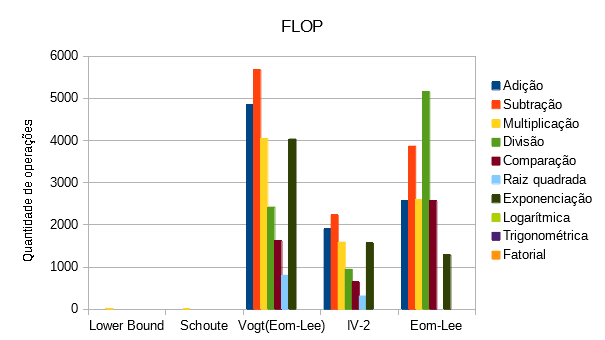 FLOP
Quantidade de operações
6000
5000
4000
3000
2000
1000
0
Lower Bound
Schoute
Vogt(Eom-Lee)
IV-2
Eom-Lee
Adição
Subtração
Multiplicação
Divisão
Comparação
Raiz quadrada
Exponenciação
Logarítmica
Trigonométrica
Fatorial